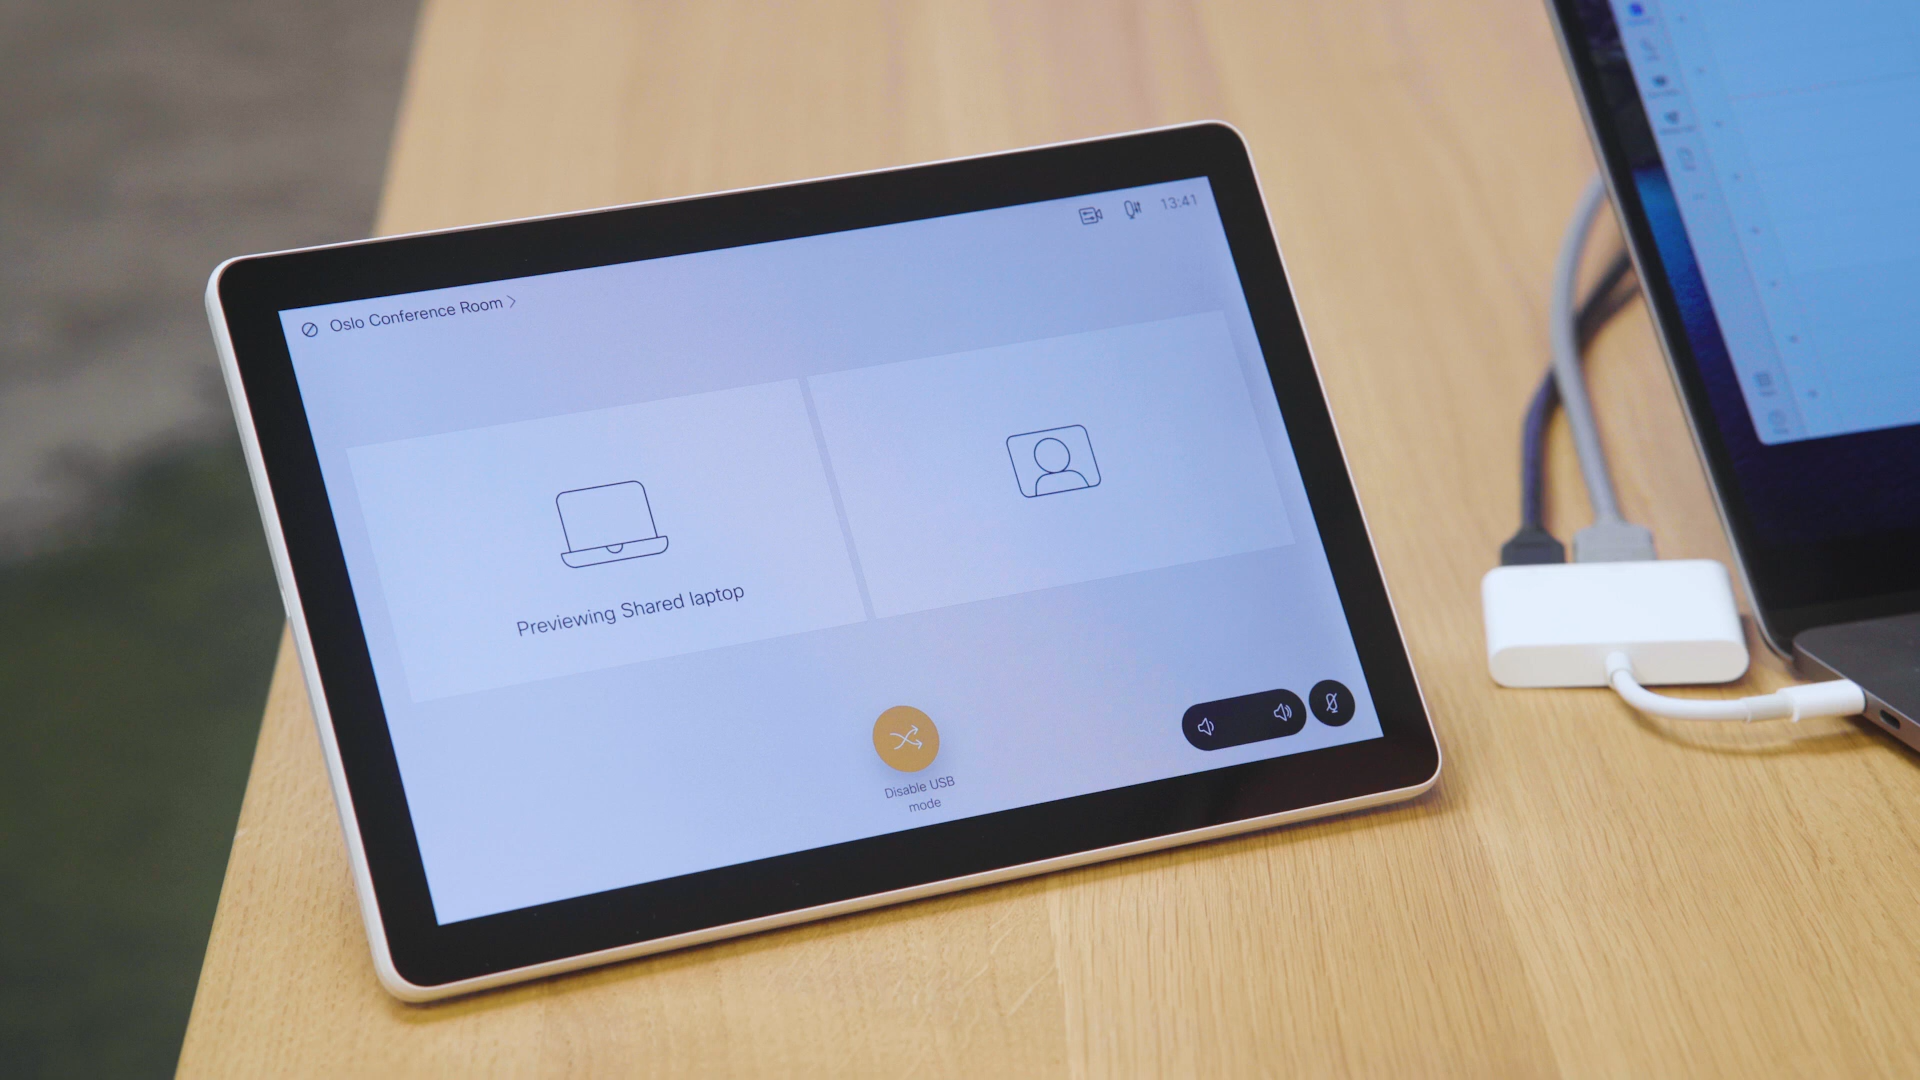 13:41
Oslo Conference Room
Previewing Shared laptop
Disable USB
mode